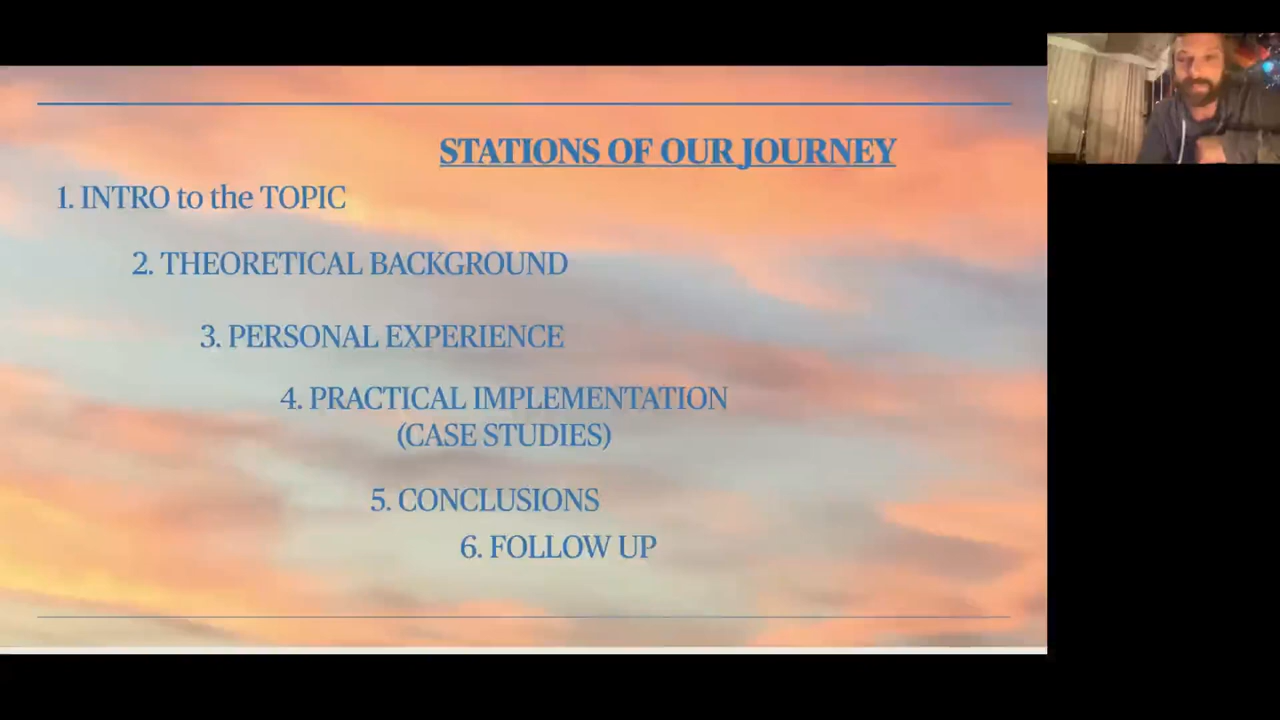 STATIONS OF OUR JOURNEY
1. INTRO to the TOPIC
2. THEORETICAL BACKGROUND
3. PERSONAL EXPERIENCE
4. PRACTICAL IMPLEMENTATION
(CASE STUDIES)
5. CONCLUSIONS
6. FOLLOW UP